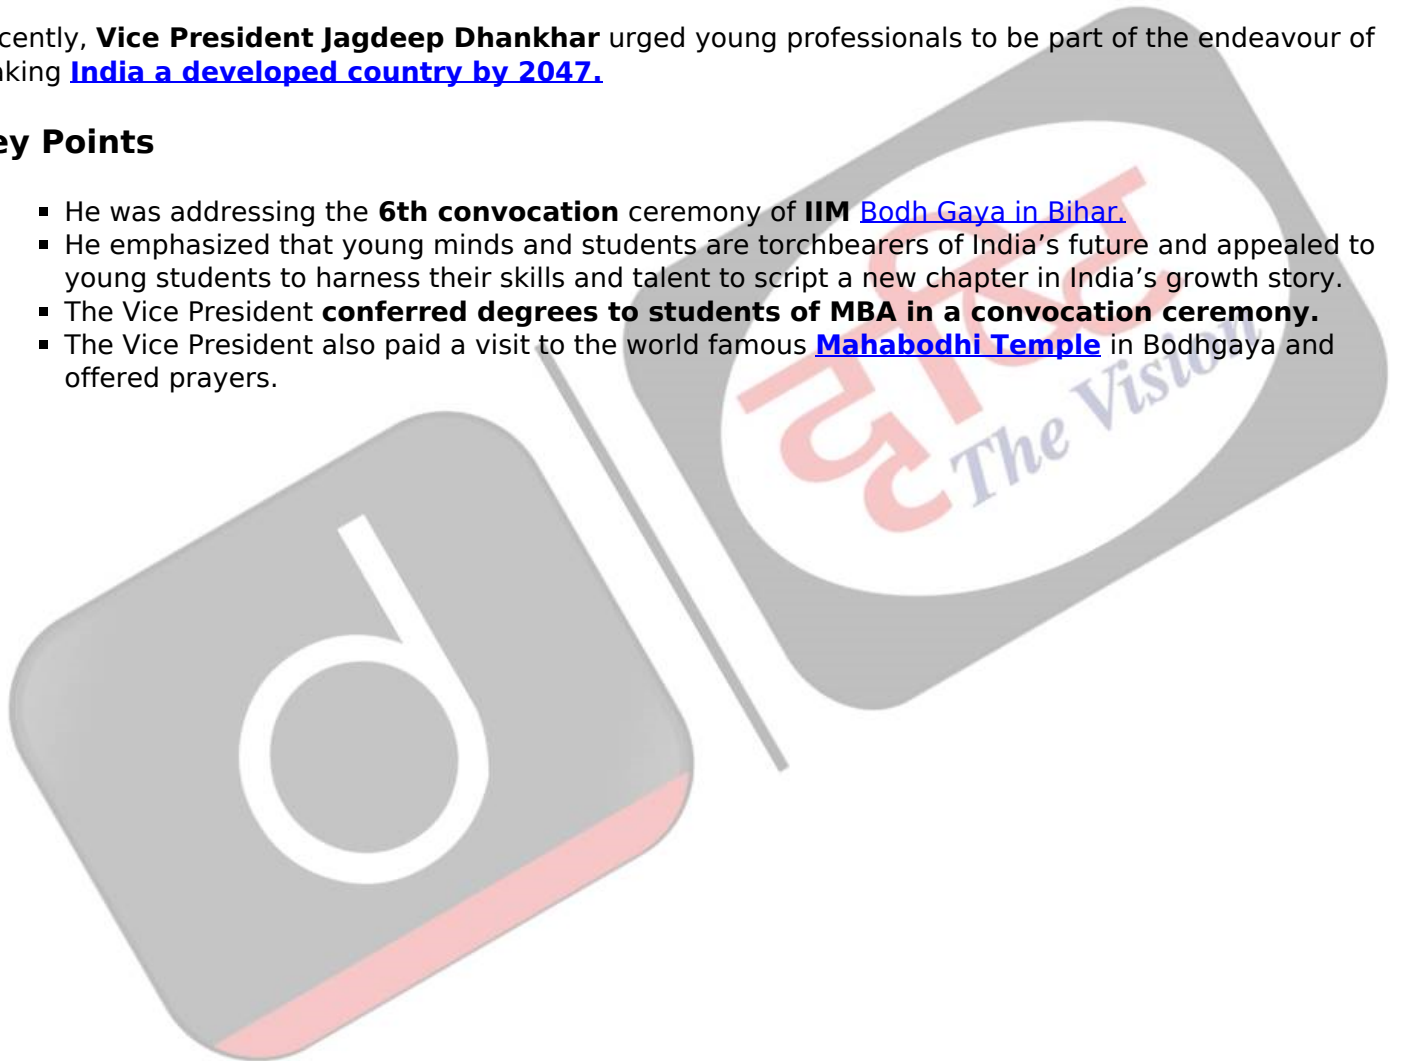 cently, Vice President Jagdeep Dhankhar urged young professionals to be part of the endeavour of
aking India a developed country by 2047.
ey Points
▪ He was addressing the 6th convocation ceremony of IIM Bodh Gaya in Bihar.
▪ He emphasized that young minds and students are torchbearers of India’s future and appealed to
young students to harness their skills and talent to script a new chapter in India’s growth story.
▪ The Vice President conferred degrees to students of MBA in a convocation ceremony.
▪ The Vice President also paid a visit to the world famous Mahabodhi Temple in Bodhgaya and
offered prayers.
दृष्टि
The Vision
d